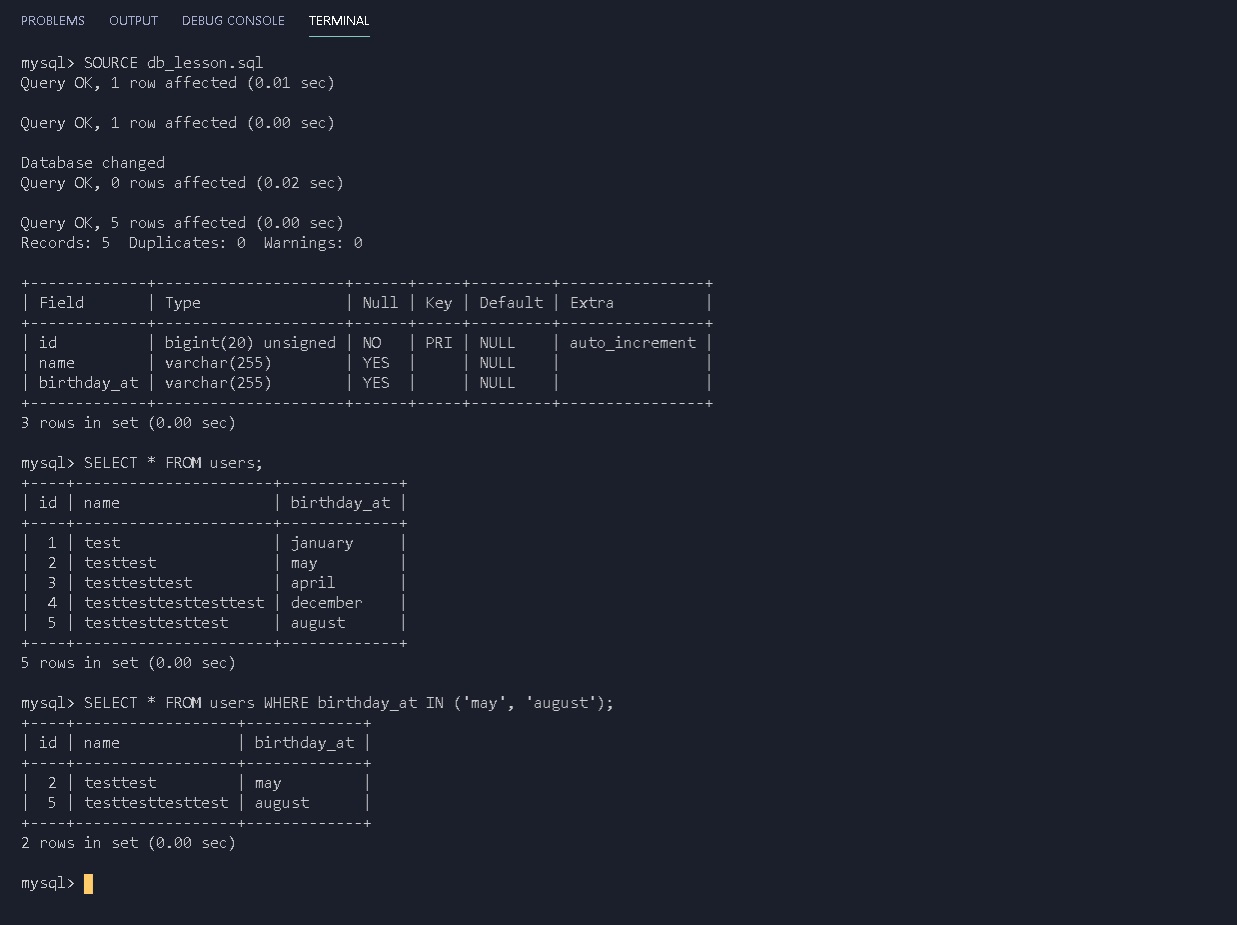 PROBLEMS OUTPUT DEBUG CONSOLE TERMINAL
mysql> SOURCE db_lesson.sql
Query OK, 1 row affected (0.01 sec)
Query OK, 1 row affected (0.00 sec)
Database changed
Query OK, 0 rows affected (0.02 sec)
Query OK, 5 rows affected (0.00 sec)
Records: 5  Duplicates: 0  Warnings: 0
+-------------+---------------------+------+-----+---------+----------------+
| Field       | Type                | Null | Key | Default | Extra          |
+-------------+---------------------+------+-----+---------+----------------+
| id          | bigint(20) unsigned | NO   | PRI | NULL    | auto_increment |
| name        | varchar(255)        | YES  |     | NULL    |                |
| birthday_at | varchar(255)        | YES  |     | NULL    |                |
+-------------+---------------------+------+-----+---------+----------------+
3 rows in set (0.00 sec)
mysql> SELECT * FROM users;
+----+----------------------+-------------+
| id | name                 | birthday_at |
+----+----------------------+-------------+
|  1 | test                 | january     |
|  2 | testtest             | may         |
|  3 | testtesttest         | april       |
|  4 | testtesttesttesttest | december    |
|  5 | testtesttesttest     | august      |
+----+----------------------+-------------+
5 rows in set (0.00 sec)
mysql> SELECT * FROM users WHERE birthday_at IN ('may', 'august');
+----+------------------+-------------+
| id | name             | birthday_at |
+----+------------------+-------------+
|  2 | testtest         | may         |
|  5 | testtesttesttest | august      |
+----+------------------+-------------+
2 rows in set (0.00 sec)
mysql>